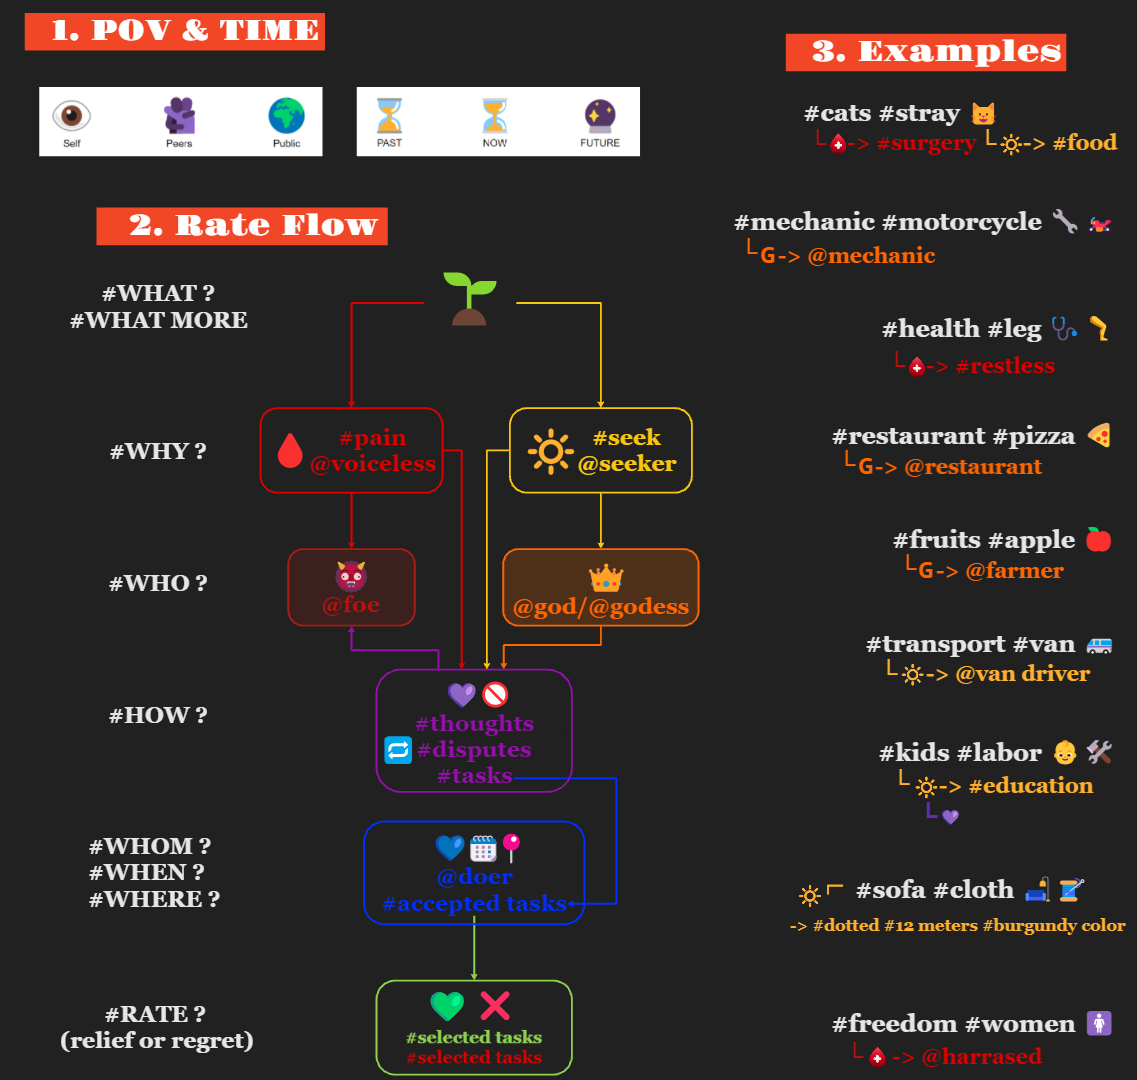 1. POV & TIME
Self
Peers
Public
PAST
NOW
FUTURE
2. Rate Flow
#WHAT ?
#WHAT MORE
#WHY ?
#pain
@voiceless
#seek
@seeker
#WHO ?
@foe
@god/@godess
#HOW ?
#thoughts
#disputes
#tasks
#WHOM ?
#WHEN ?
#WHERE ?
@doer
#accepted tasks
#RATE ?
(relief or regret)
#selected tasks
#selected tasks
3. Examples
#cats #stray
-> #surgery
-> #food
#mechanic #motorcycle
G-> @mechanic
#health #leg
-> #restless
#restaurant #pizza
G-> @restaurant
#fruits #apple
G-> @farmer
#transport #van
-> @van driver
#kids #labor
-> #education
#sofa #cloth
-> #dotted #12 meters #burgundy color
#freedom #women
-> @harrased